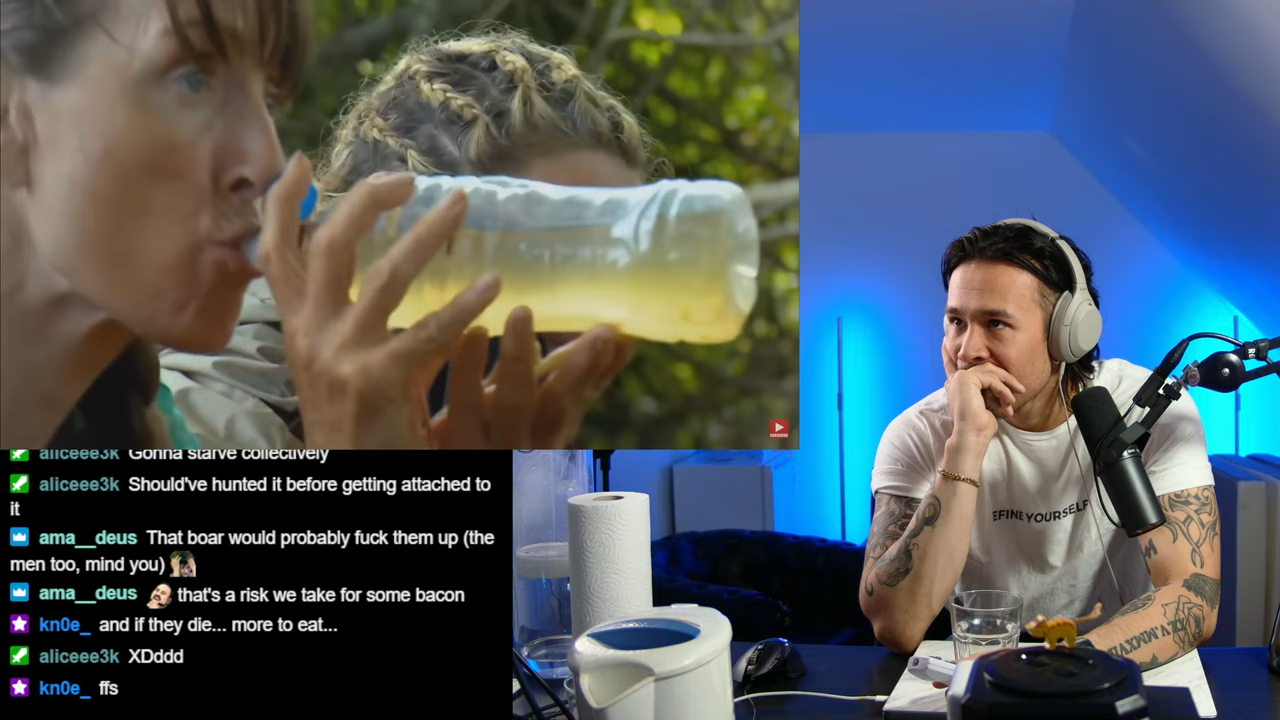 aliceee3k Gonna starve collectively
aliceee3k Should've hunted it before getting attached to
it
ama__deus That boar would probably fuck them up (the
men too, mind you)
ama__deus that's a risk we take for some bacon
kn0e_ and if they die... more to eat...
aliceee3k XDddd
kn0e_ ffs
EFINE YOURSELF